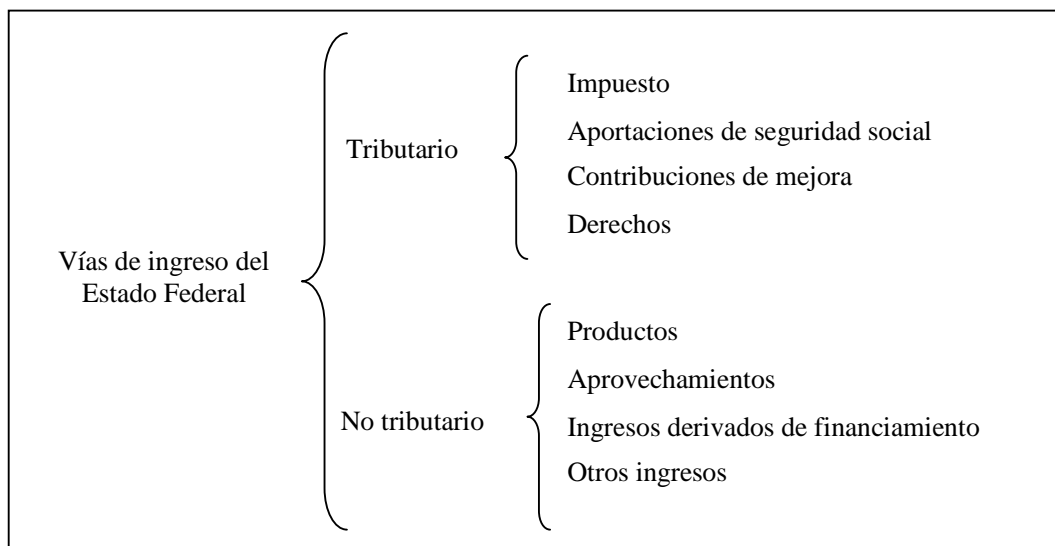 Vías de ingreso del
Estado Federal
Tributario
Impuesto
Aportaciones de seguridad social
Contribuciones de mejora
Derechos
No tributario
Productos
Aprovechamientos
Ingresos derivados de financiamiento
Otros ingresos